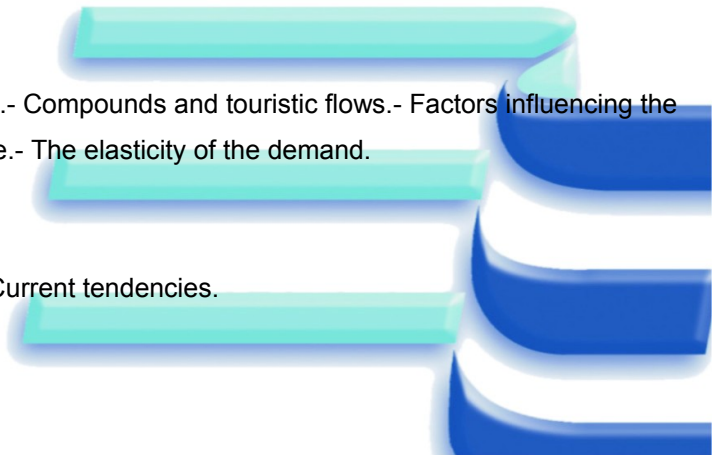 .- Compounds and touristic flows.- Factors influencing the
e.- The elasticity of the demand.
Current tendencies.